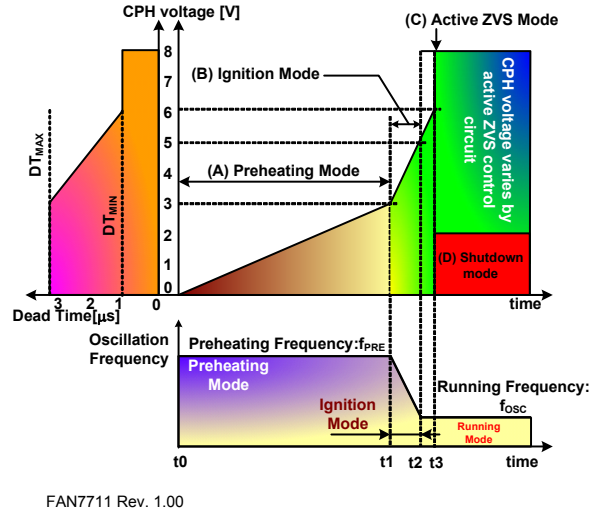 CPH voltage [V]
(C) Active ZVS Mode
8
7
6
5
4
3
2
1
0
(B) Ignition Mode
(A) Preheating Mode
CPH voltage varies by
active ZVS control
circuit
(D) Shutdown
mode
DTMAX
DTMIN
3 2 1 0
Dead Time[μs]
time
Oscillation
Frequency
Preheating Frequency:fPRE
Preheating
Mode
Ignition
Mode
Running Frequency:
fOSC
Running
Mode
t0 t1 t2 t3 time
FAN7711 Rev. 1.00